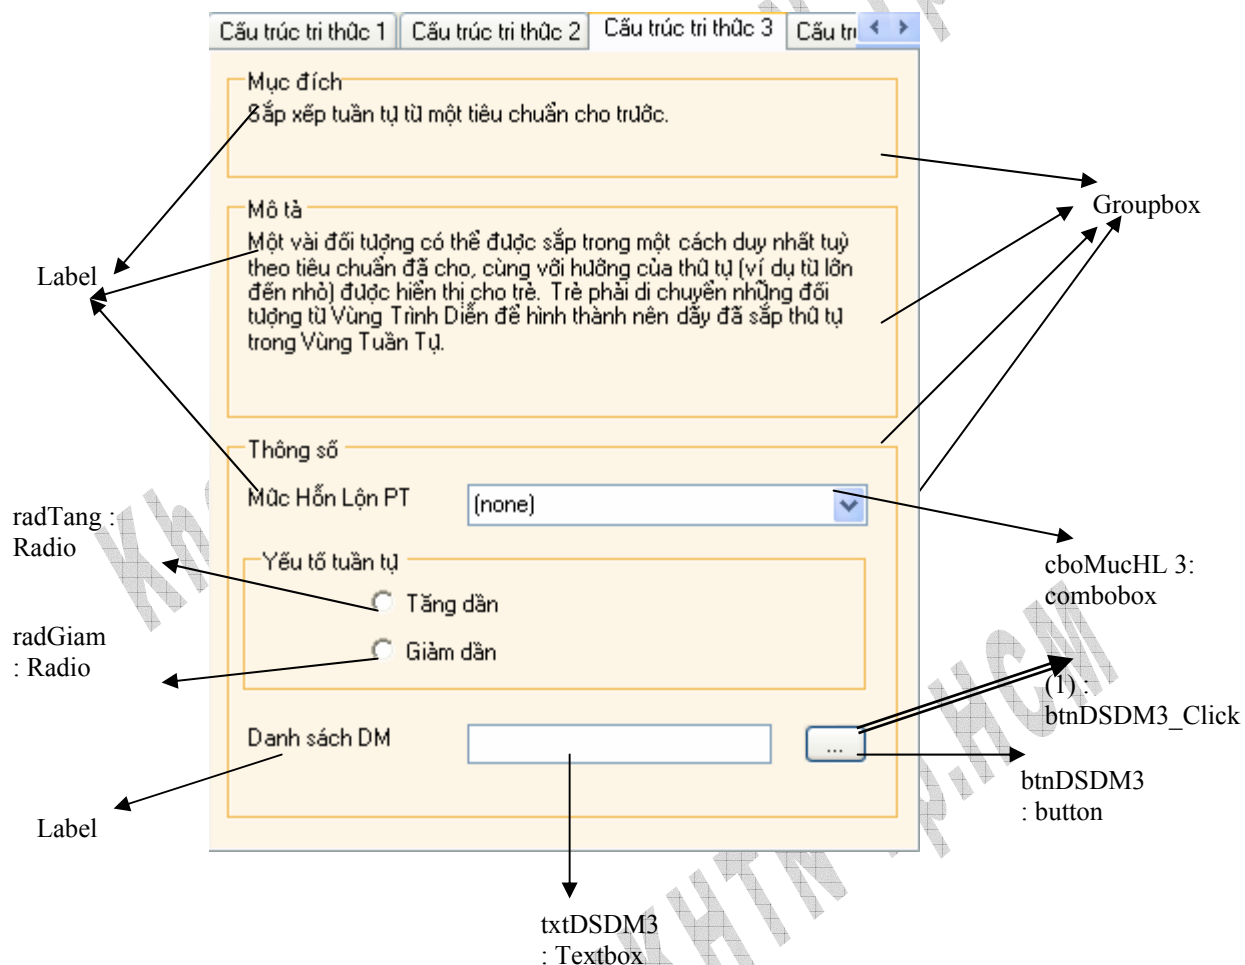 Cấu trúc tri thức 1 Cấu trúc tri thức 2 Cấu trúc tri thức 3 Cấu trú
Mục đích
Sắp xếp tuần tự từ một tiêu chuẩn cho trước.
Groupbox
Mô tả
Một vài đối tượng có thể được sắp trong một cách duy nhất tuỳ
theo tiêu chuẩn đã cho, cùng với hướng của thứ tự (ví dụ từ lớn
đến nhỏ) được hiển thị cho trẻ. Trẻ phải di chuyển những đối
tượng từ Vùng Trình Diễn để hình thành nên dãy đã sắp thứ tự
trong Vùng Tuần Tự.
Label
Thông số
Mức Hỗn Lộn PT (none)
radTang :
Radio
cboMucHL 3:
combobox
Yếu tố tuần tự
Tăng dần
Giảm dần
radGiam
: Radio
(1) :
btnDSDM3_Click
Danh sách DM ...
btnDSDM3
: button
Label
txtDSDM3
: Textbox
KHTN Tp.HCM